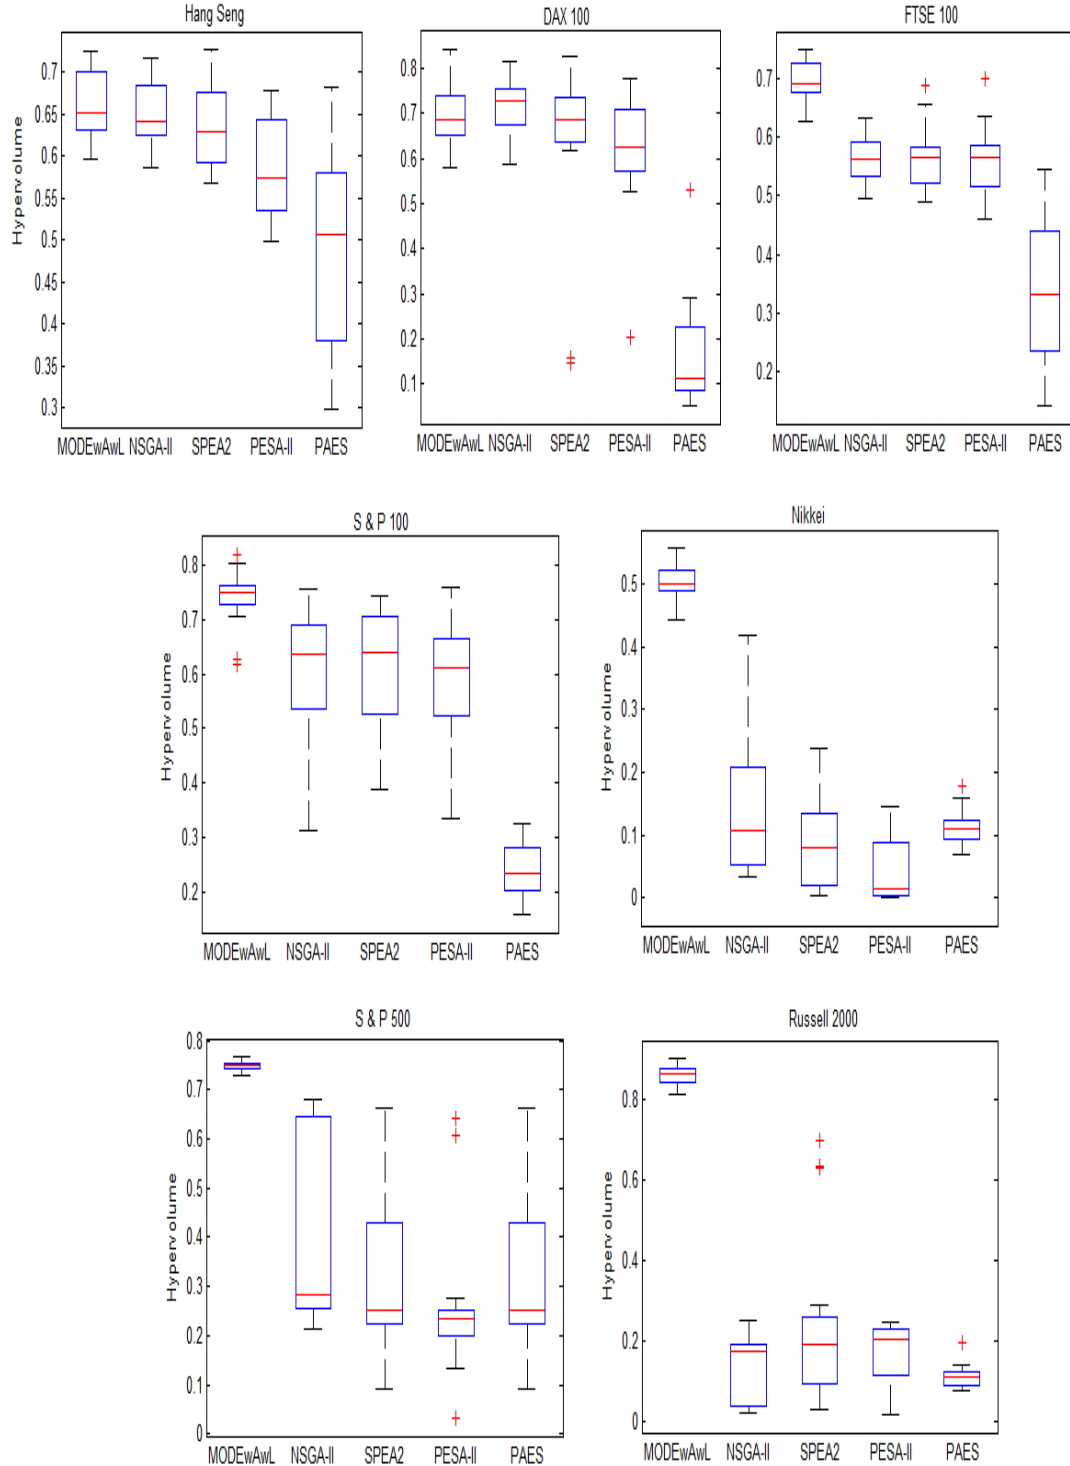 Hang Seng
Hypervolume
0.7
0.65
0.6
0.55
0.5
0.45
0.4
0.35
0.3
MODEwAwL NSGA-II SPEA2 PESA-II PAES
DAX 100
0.8
0.7
0.6
0.5
0.4
0.3
0.2
0.1
MODEwAwL NSGA-II SPEA2 PESA-II PAES
FTSE 100
0.7
0.6
0.5
0.4
0.3
0.2
MODEwAwL NSGA-II SPEA2 PESA-II PAES
S & P 100
Hypervolume
0.8
0.7
0.6
0.5
0.4
0.3
0.2
MODEwAwL NSGA-II SPEA2 PESA-II PAES
Nikkei
Hypervolume
0.5
0.4
0.3
0.2
0.1
0
MODEwAwL NSGA-II SPEA2 PESA-II PAES
S & P 500
Hypervolume
0.8
0.7
0.6
0.5
0.4
0.3
0.2
0.1
0
MODEwAwL NSGA-II SPEA2 PESA-II PAES
Russell 2000
Hypervolume
0.8
0.6
0.4
0.2
0
MODEwAwL NSGA-II SPEA2 PESA-II PAES